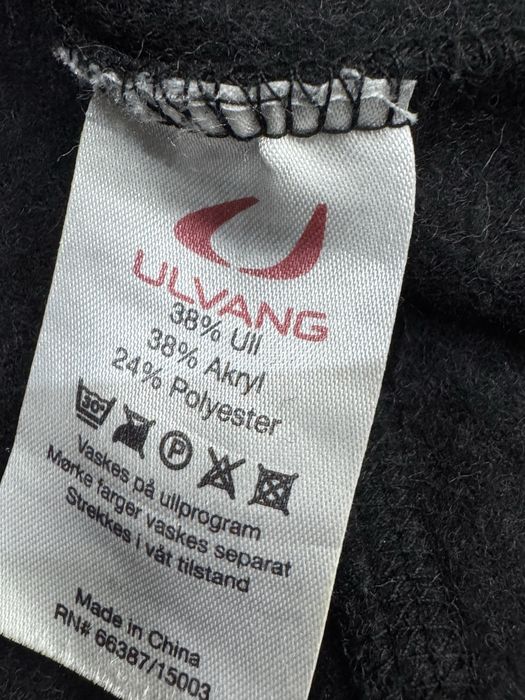 ULVANG
38% Ull
38% Akryl
24% Polyester
30° P
Vaskes på ullprogram
Mørke farger vaskes separat
Strekkes i våt tilstand
Made in China
RN# 66387/15003